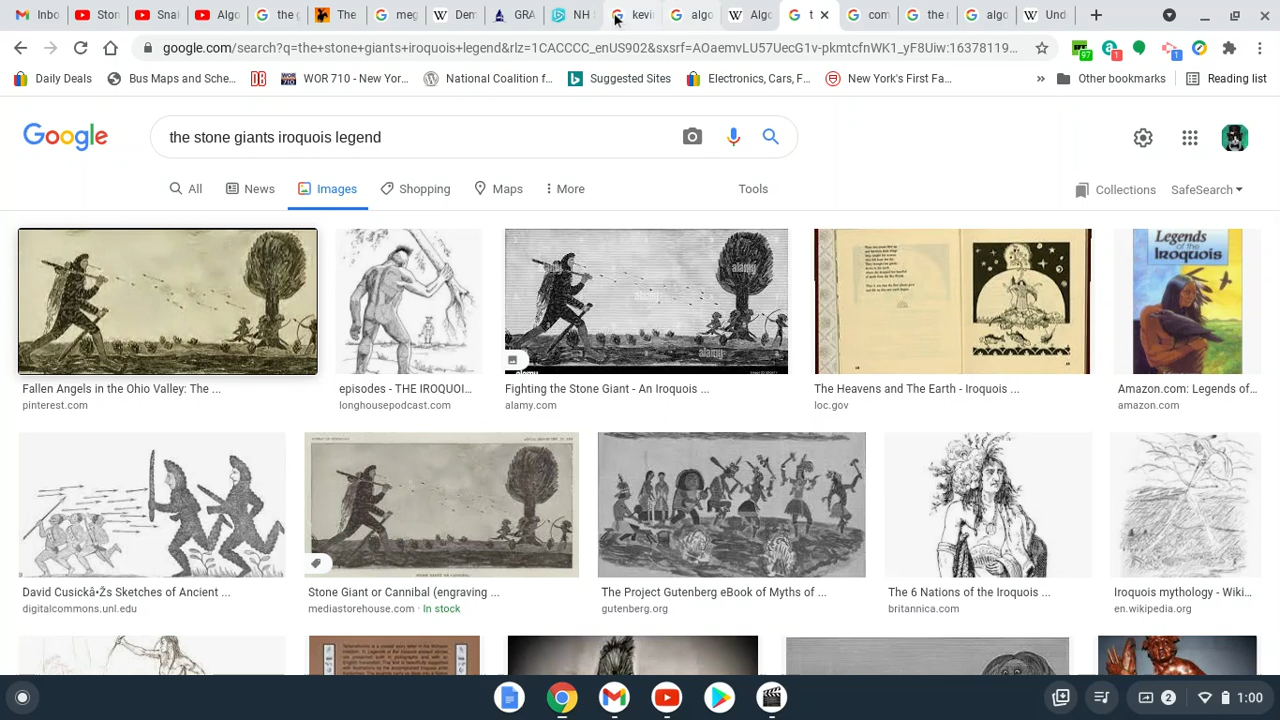 Inbo
Ston
Snal
Algo
the g
The
meg
Dem
GRA
NH
kevin
algo
Algo
t
com
the r
algo
Und
google.com/search?q=the+stone+giants+iroquois+legend&rlz=1CACCCC_enUS902&sxsrf=AOaemvLU57UecG1v-pkmtcfnWK1_yF8Uiw:16378119...
97
1
1
Daily Deals
Bus Maps and Sche...
WOR 710 - New Yor...
National Coalition f...
Suggested Sites
Electronics, Cars, F...
New York's First Fa...
»
Other bookmarks
Reading list
Google
the stone giants iroquois legend
All
News
Images
Shopping
Maps
More
Tools
Collections
SafeSearch
Legends
of the
Iroquois
alamy
Fallen Angels in the Ohio Valley: The ...
pinterest.com
episodes - THE IROQUOI...
longhousepodcast.com
Fighting the Stone Giant - An Iroquois ...
alamy.com
The Heavens and The Earth - Iroquois ...
loc.gov
Amazon.com: Legends of...
amazon.com
David Cusickâ•Žs Sketches of Ancient ...
digitalcommons.unl.edu
Stone Giant or Cannibal (engraving ...
mediastorehouse.com · In stock
The Project Gutenberg eBook of Myths of ...
gutenberg.org
The 6 Nations of the Iroquois ...
britannica.com
Iroquois mythology - Wiki...
en.wikipedia.org
2
1:00